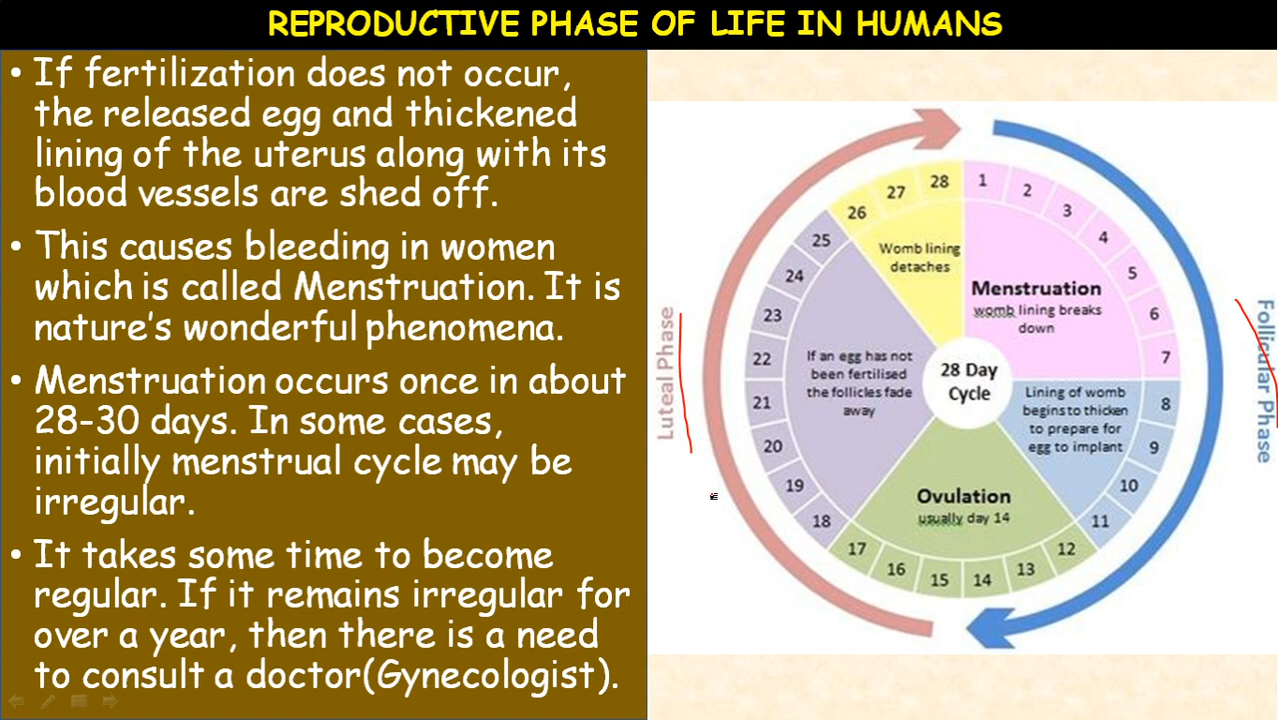 REPRODUCTIVE PHASE OF LIFE IN HUMANS
• If fertilization does not occur,
the released egg and thickened
lining of the uterus along with its
blood vessels are shed off.
• This causes bleeding in women
which is called Menstruation. It is
nature's wonderful phenomena.
• Menstruation occurs once in about
28-30 days. In some cases,
initially menstrual cycle may be
irregular.
• It takes some time to become
regular. If it remains irregular for
over a year, then there is a need
to consult a doctor(Gynecologist).
Luteal Phase
Follicular Phase
1
2
3
4
5
6
7
8
9
10
11
12
13
14
15
16
17
18
19
20
21
22
23
24
25
26
27
28
Menstruation
womb lining breaks
down
Lining of womb
begins to thicken
to prepare for
egg to implant
Ovulation
usually day 14
If an egg has not
been fertilised
the follicles fade
away
Womb lining
detaches
28 Day
Cycle